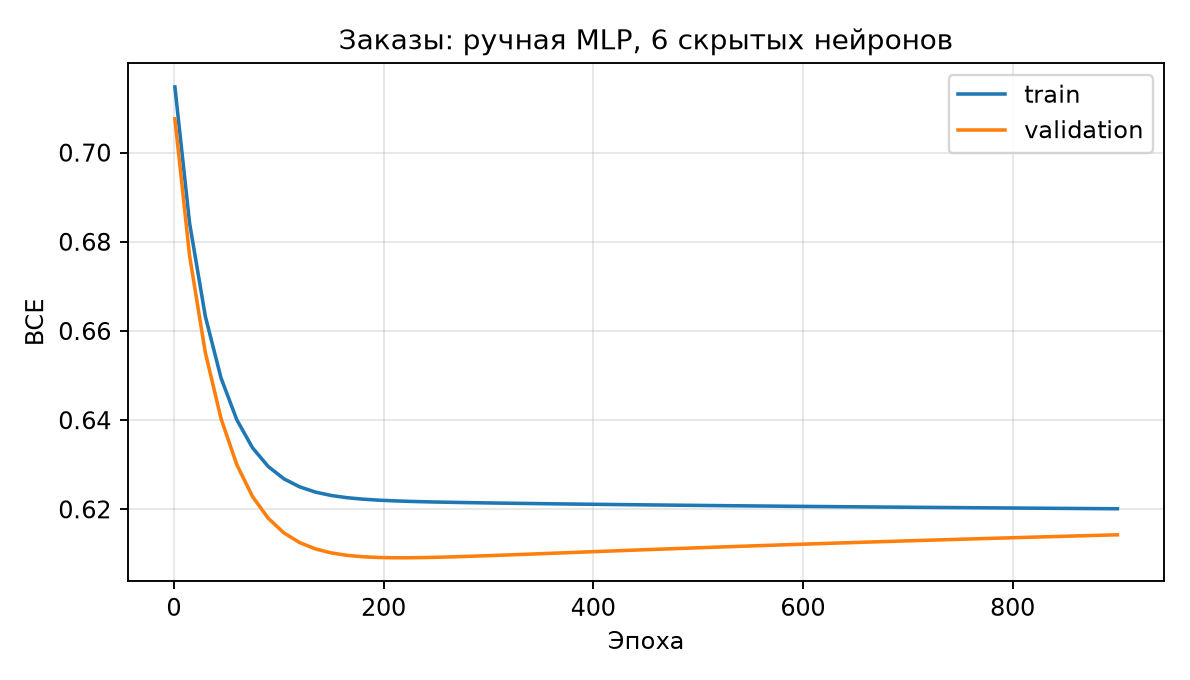 Заказы: ручная MLP, 6 скрытых нейронов
train
validation
0.70
0.68
0.66
0.64
0.62
BCE
0 200 400 600 800
Эпоха